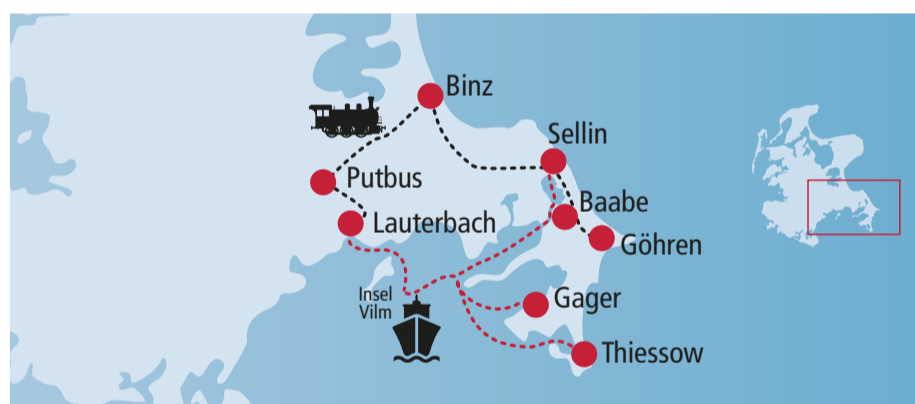 Binz
Sellin
Putbus
Baabe
Lauterbach
Göhren
Insel
Vilm
Gager
Thiessow